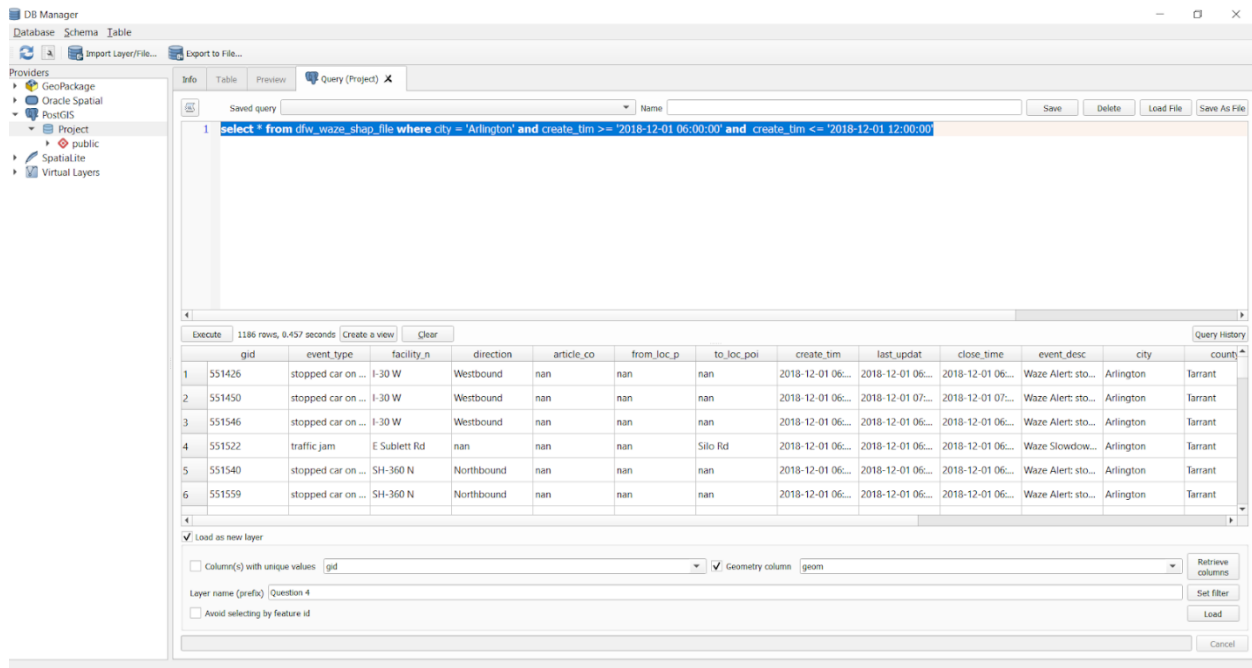 DB Manager
Database Schema Table
Import Layer/File... Export to File...
Providers
GeoPackage
Oracle Spatial
PostGIS
Project
public
SpatiaLite
Virtual Layers
Info Table Preview Query (Project) X
Saved query Name Save Delete Load File Save As File
1 select * from dfw_waze_shap_file where city = 'Arlington' and create_tim >= '2018-12-01 06:00:00' and create_tim <= '2018-12-01 12:00:00'
Execute 1186 rows, 0.457 seconds Create a view Clear Query History
gid event_type facility_n direction article_co from_loc_p to_loc_poi create_tim last_updat close_time event_desc city county
1 551426 stopped car on ... I-30 W Westbound nan nan nan 2018-12-01 06:... 2018-12-01 06:... 2018-12-01 06:... Waze Alert: sto... Arlington Tarrant
2 551450 stopped car on ... I-30 W Westbound nan nan nan 2018-12-01 06:... 2018-12-01 07:... 2018-12-01 07:... Waze Alert: sto... Arlington Tarrant
3 551546 stopped car on ... I-30 W Westbound nan nan nan 2018-12-01 06:... 2018-12-01 06:... 2018-12-01 06:... Waze Alert: sto... Arlington Tarrant
4 551522 traffic jam E Sublett Rd nan nan nan Silo Rd 2018-12-01 06:... 2018-12-01 06:... 2018-12-01 06:... Waze Slowdow... Arlington Tarrant
5 551540 stopped car on ... SH-360 N Northbound nan nan nan 2018-12-01 06:... 2018-12-01 06:... 2018-12-01 06:... Waze Alert: sto... Arlington Tarrant
6 551559 stopped car on ... SH-360 N Northbound nan nan nan 2018-12-01 06:... 2018-12-01 06:... 2018-12-01 06:... Waze Alert: sto... Arlington Tarrant
Load as new layer
Column(s) with unique values gid Geometry column geom Retrieve columns
Layer name (prefix) Question 4 Set filter
Avoid selecting by feature id Load
Cancel